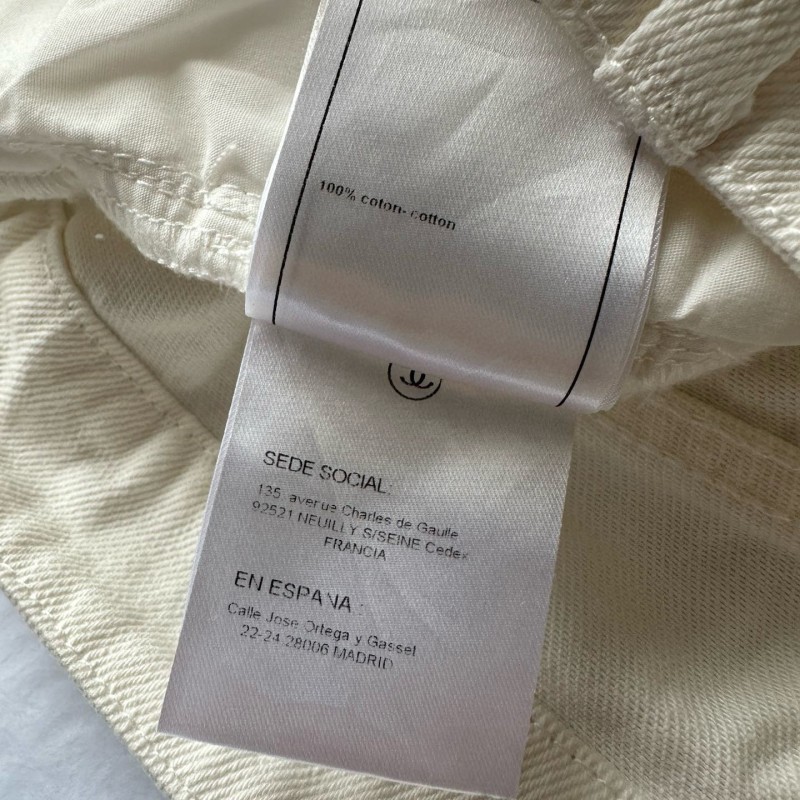 100% coton- cotton
SEDE SOCIAL:
135 avenue Charles de Gaulle
92521 NEUILLY S/SEINE Cedex
FRANCIA
EN ESPANA :
Calle Jose Ortega y Gasset
22-24 28006 MADRID